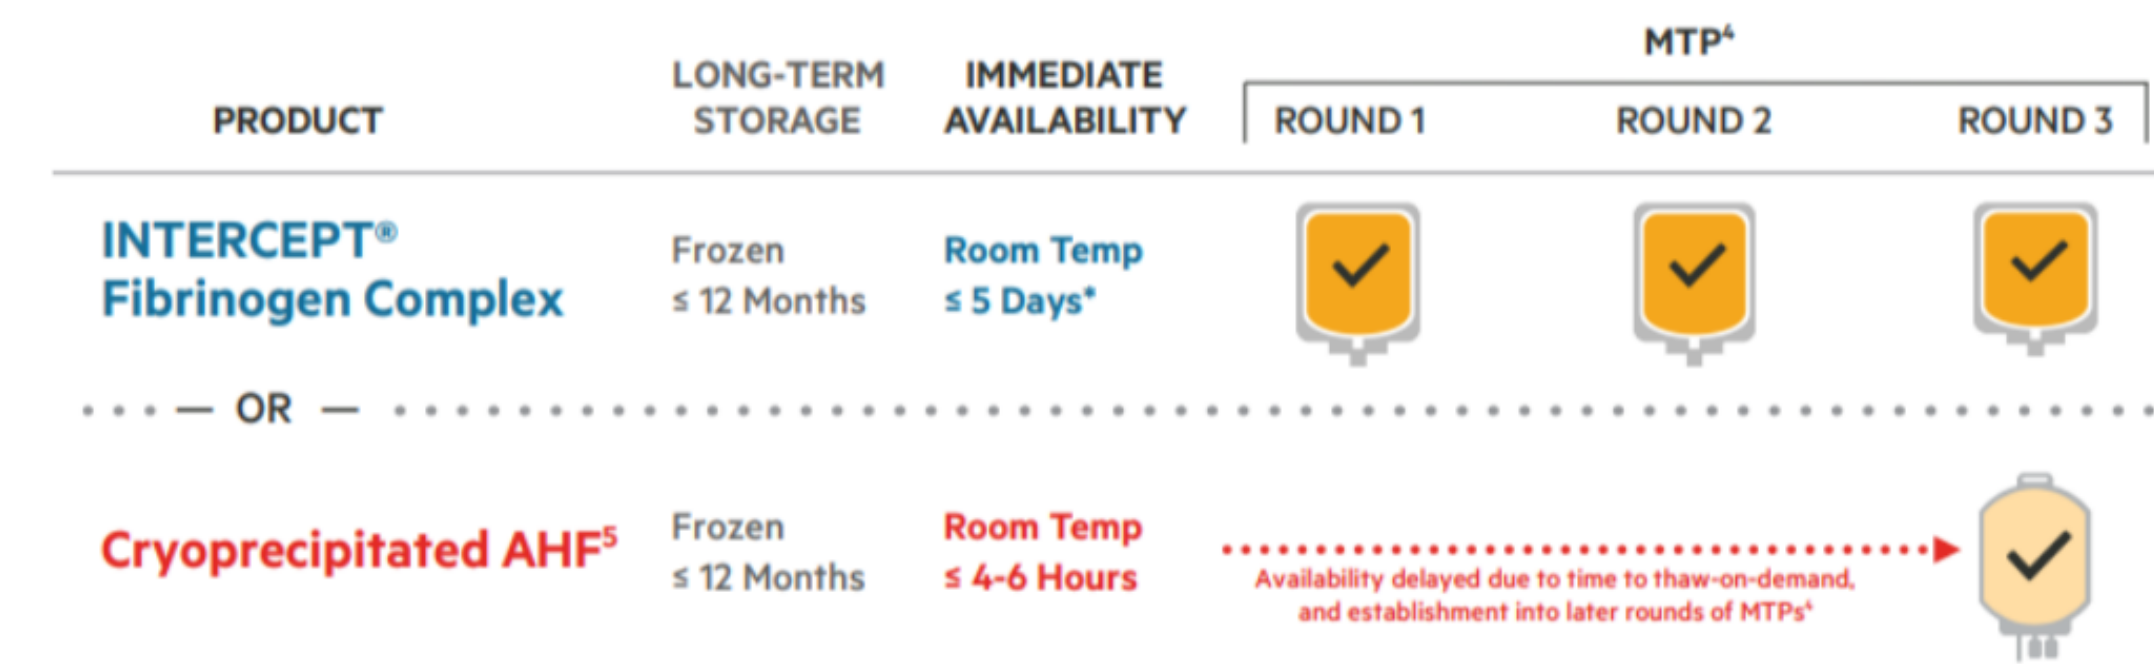 MTP⁴
LONG-TERM STORAGE
IMMEDIATE AVAILABILITY
PRODUCT
ROUND 1
ROUND 2
ROUND 3
INTERCEPT®
Fibrinogen Complex
Frozen
≤ 12 Months
Room Temp
≤ 5 Days*
— OR —
Cryoprecipitated AHF⁵
Frozen
≤ 12 Months
Room Temp
≤ 4-6 Hours
Availability delayed due to time to thaw-on-demand,
and establishment into later rounds of MTPs⁴